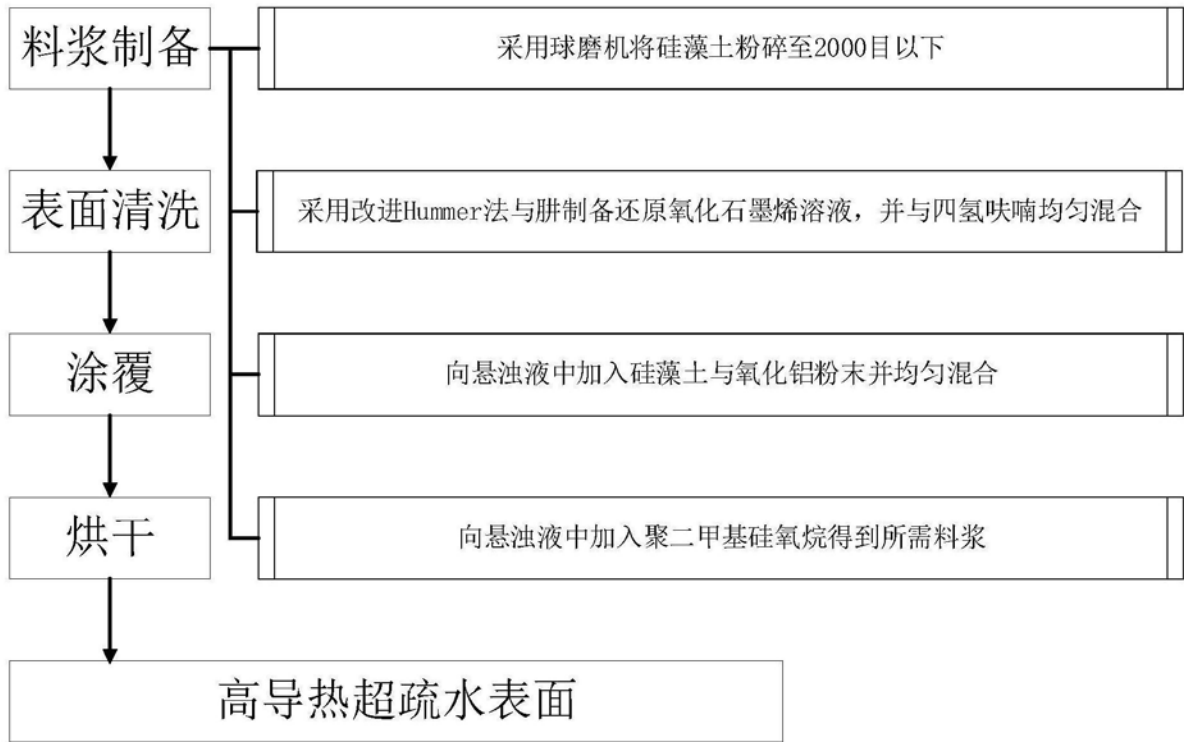 料浆制备
采用球磨机将硅藻土粉碎至2000目以下
表面清洗
采用改进Hummer法与肼制备还原氧化石墨烯溶液，并与四氢呋喃均匀混合
涂覆
向悬浊液中加入硅藻土与氧化铝粉末并均匀混合
烘干
向悬浊液中加入聚二甲基硅氧烷得到所需料浆
高导热超疏水表面